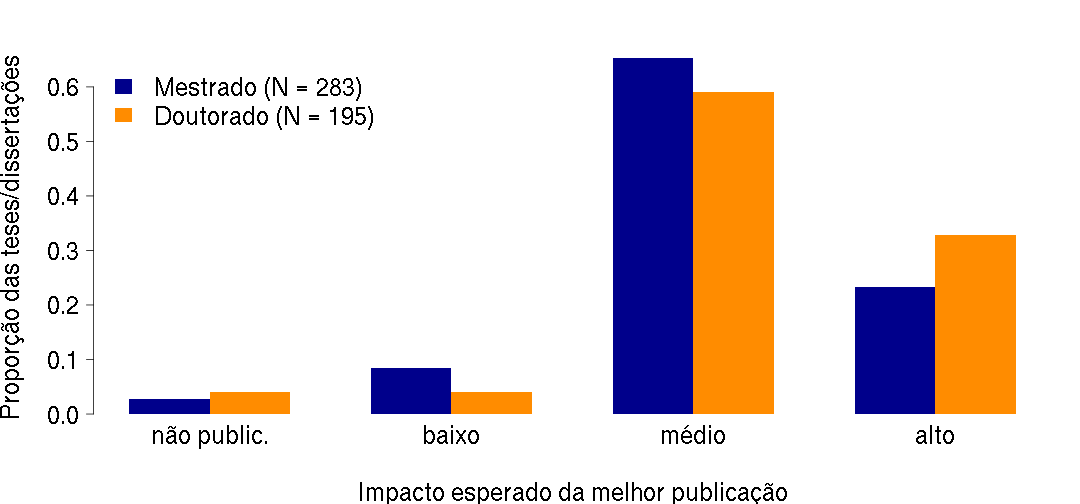 Proporção das teses/dissertações
0.6
0.5
0.4
0.3
0.2
0.1
0.0
Mestrado (N = 283)
Doutorado (N = 195)
não public.
baixo
médio
alto
Impacto esperado da melhor publicação